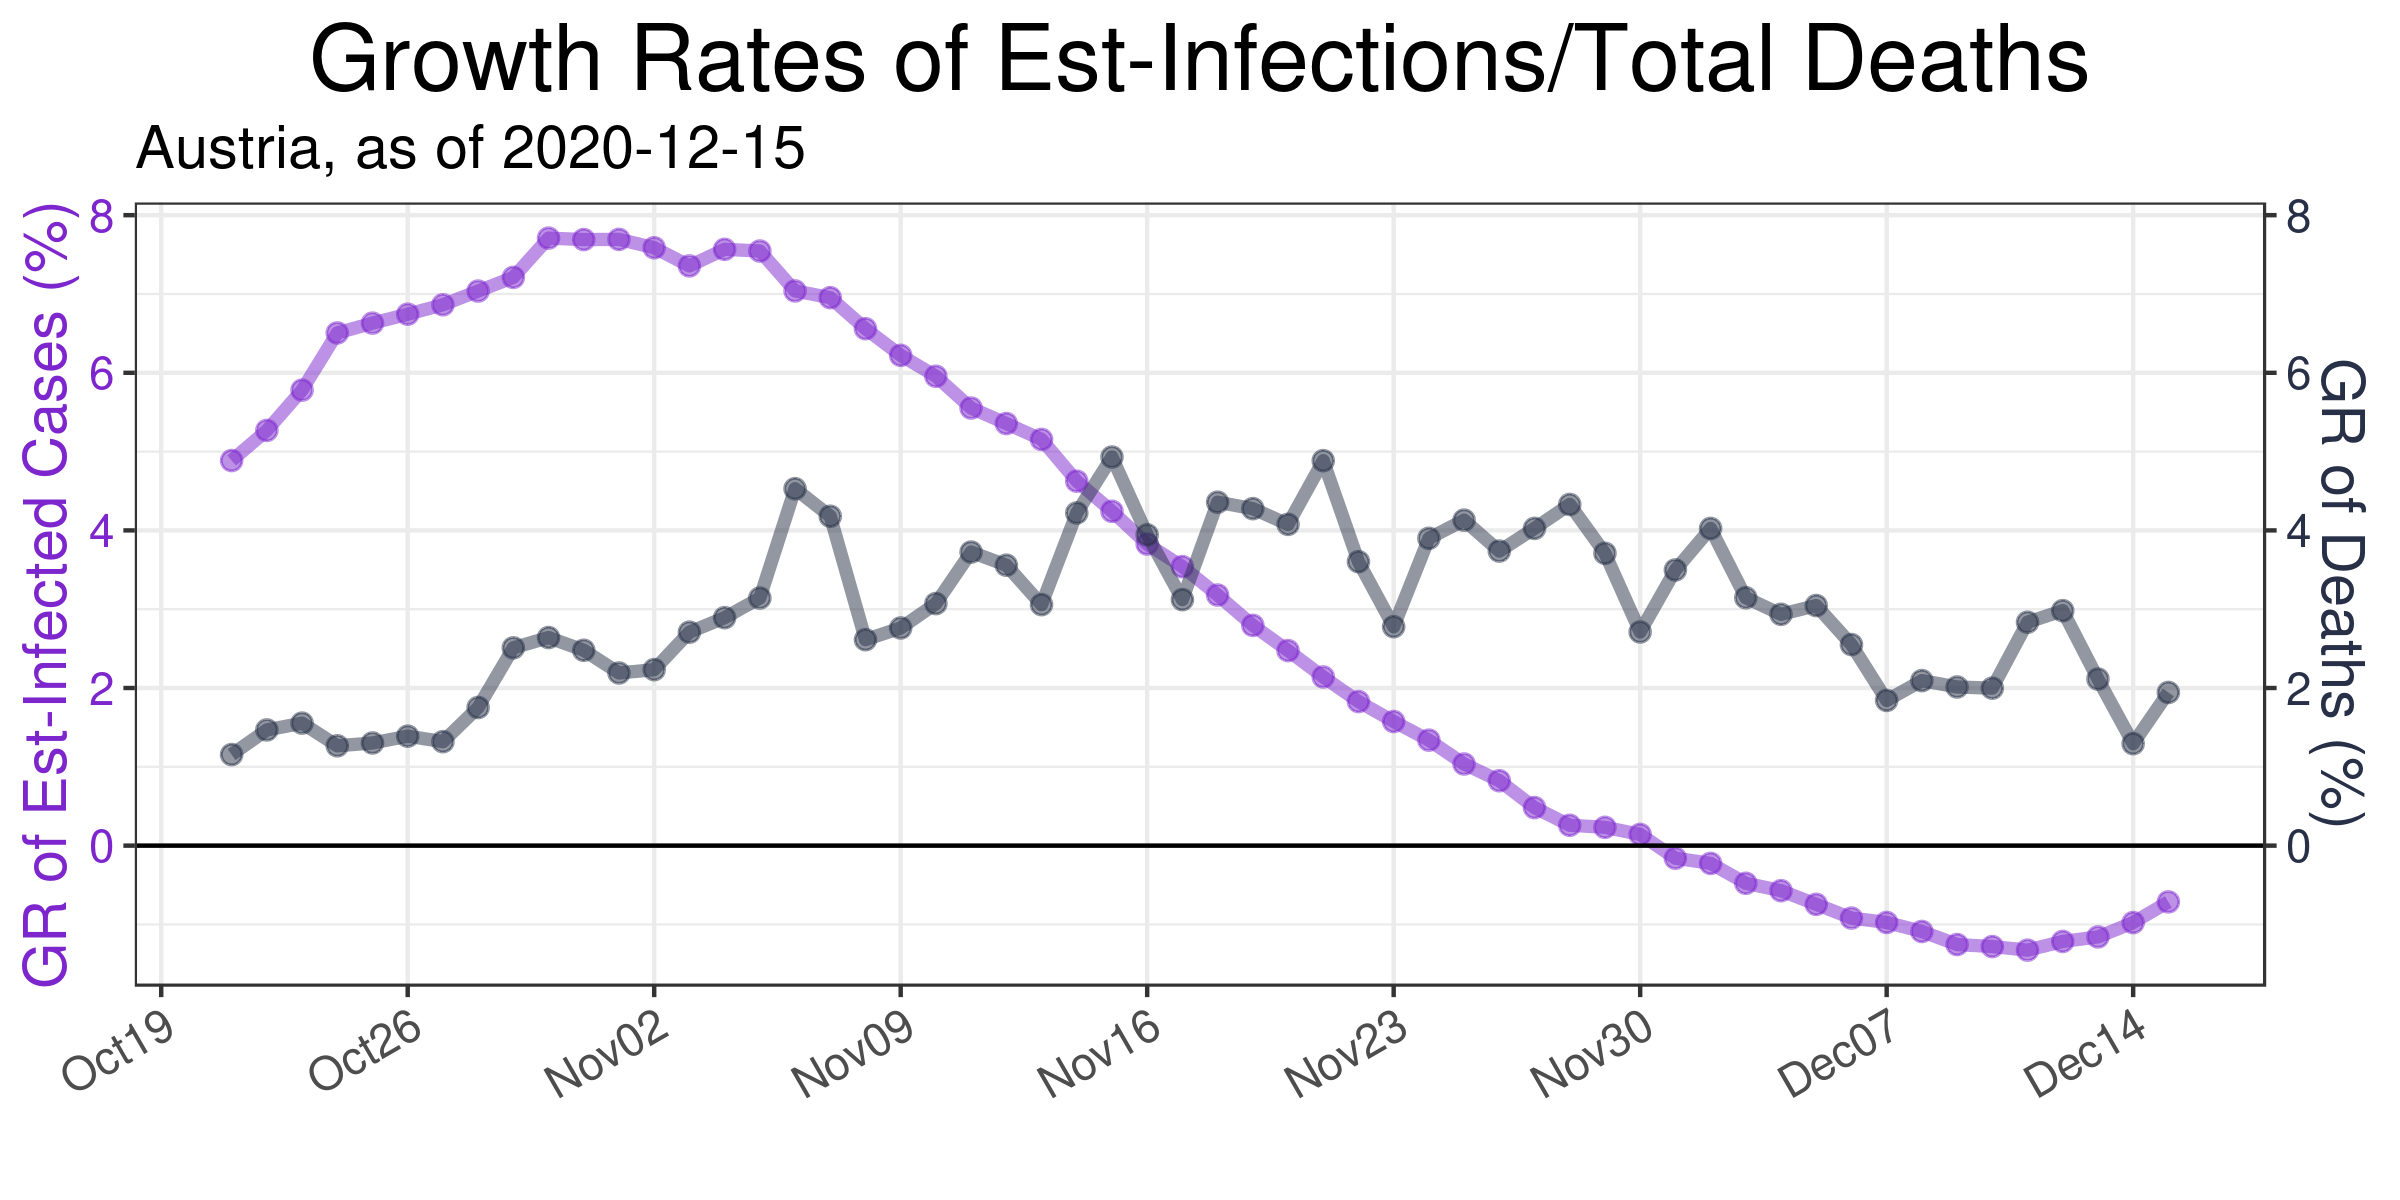 Growth Rates of Est-Infections/Total Deaths
Austria, as of 2020-12-15
GR of Est-Infected Cases (%)
8
6
4
2
0
8
6
4
2
0
GR of Deaths (%)
Oct19
Oct26
Nov02
Nov09
Nov16
Nov23
Nov30
Dec07
Dec14